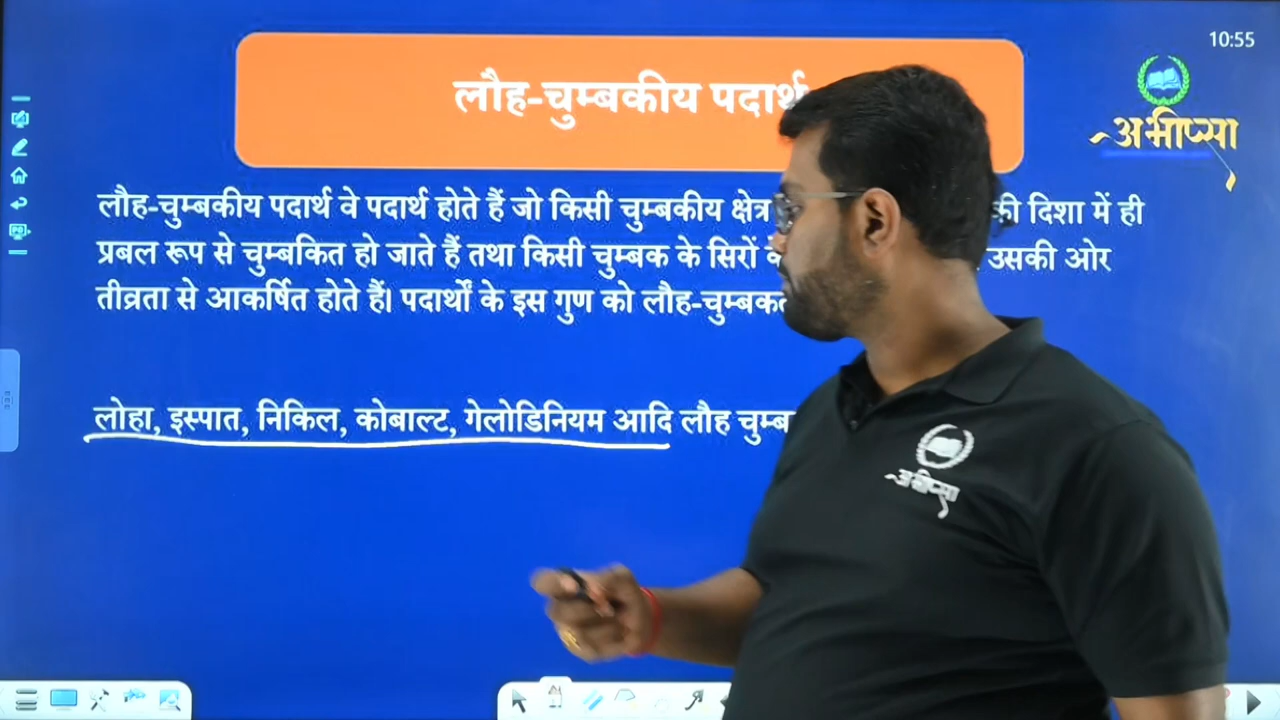 10:55
लौह-चुम्बकीय पदार्थ
अभीप्सा
लौह-चुम्बकीय पदार्थ वे पदार्थ होते हैं जो किसी चुम्बकीय क्षेत्र की दिशा में ही
प्रबल रूप से चुम्बकित हो जाते हैं तथा किसी चुम्बक के सिरों उसकी ओर
तीव्रता से आकर्षित होते हैं। पदार्थों के इस गुण को
लोहा, इस्पात, निकिल, कोबाल्ट, गेलोडिनियम आदि लौह
अभीप्सा